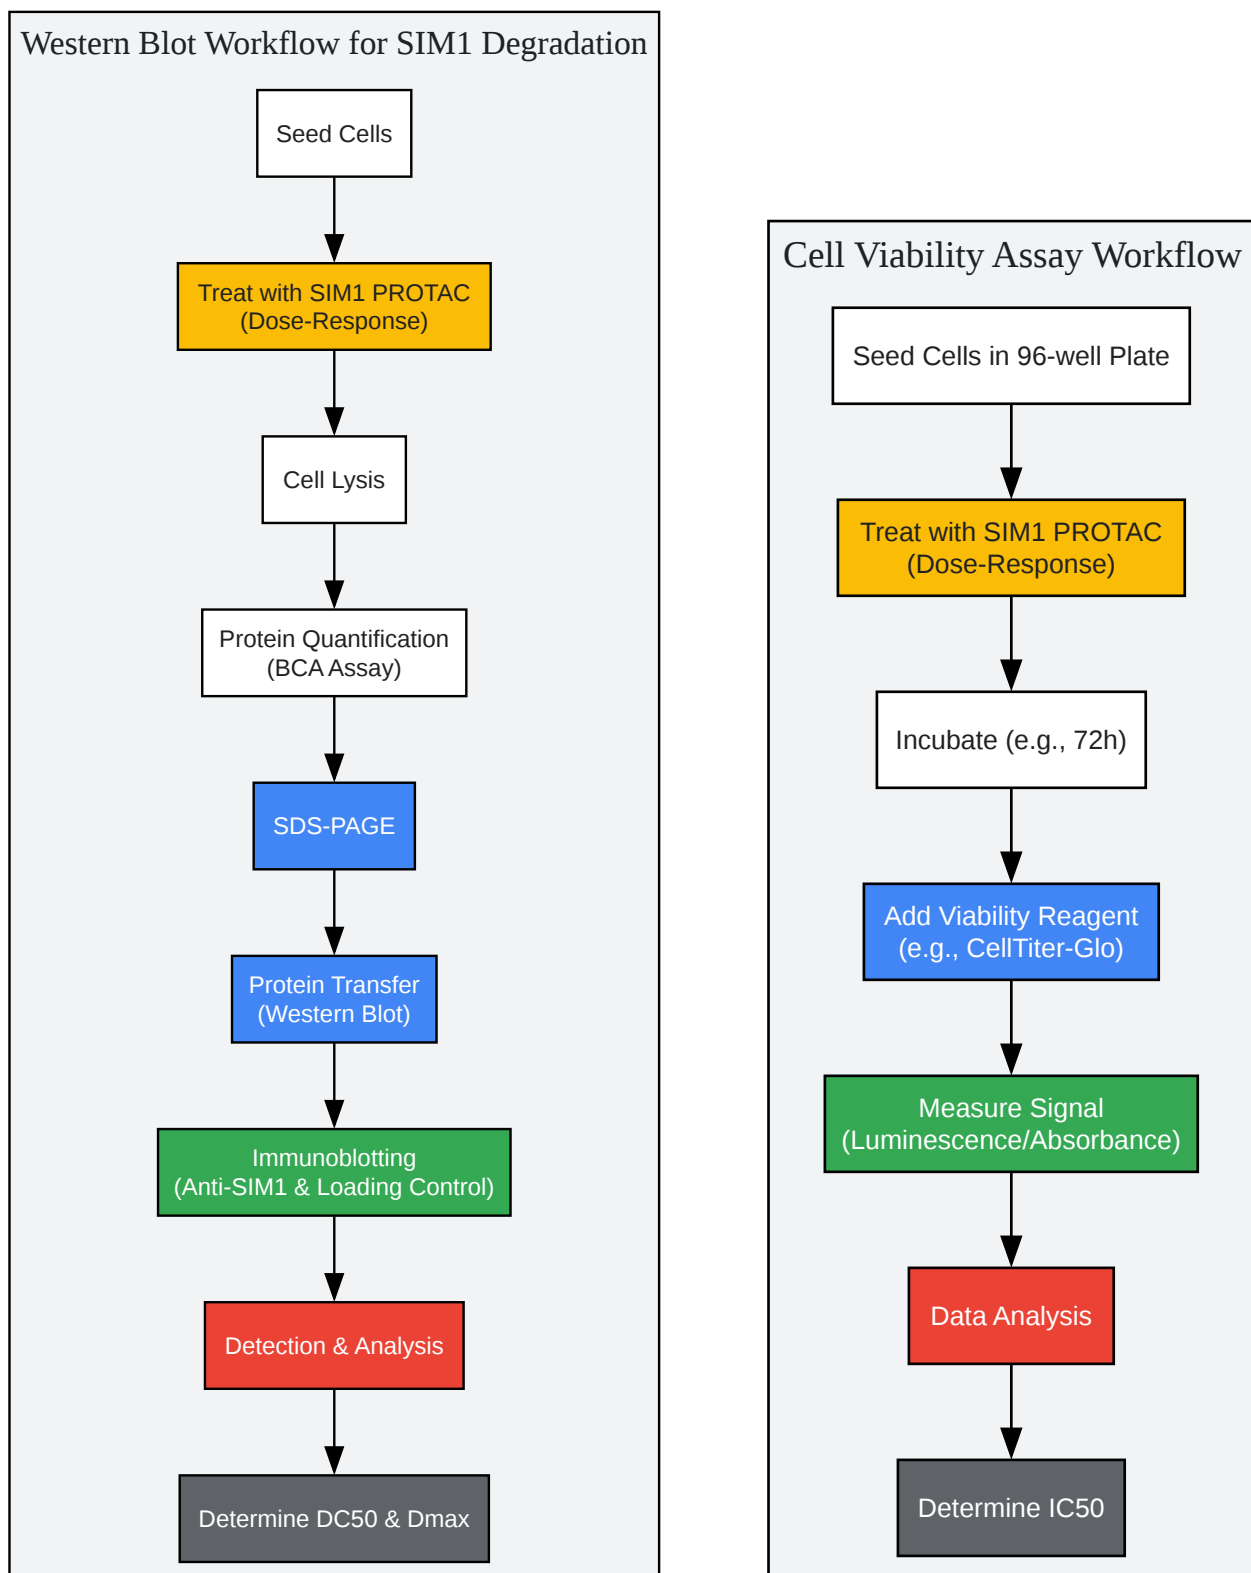 Western Blot Workflow for SIM1 Degradation
Seed Cells
Treat with SIM1 PROTAC
(Dose-Response)
Cell Lysis
Protein Quantification
(BCA Assay)
SDS-PAGE
Protein Transfer
(Western Blot)
Immunoblotting
(Anti-SIM1 & Loading Control)
Detection & Analysis
Determine DC50 & Dmax
Cell Viability Assay Workflow
Seed Cells in 96-well Plate
Treat with SIM1 PROTAC
(Dose-Response)
Incubate (e.g., 72h)
Add Viability Reagent
(e.g., CellTiter-Glo)
Measure Signal
(Luminescence/Absorbance)
Data Analysis
Determine IC50